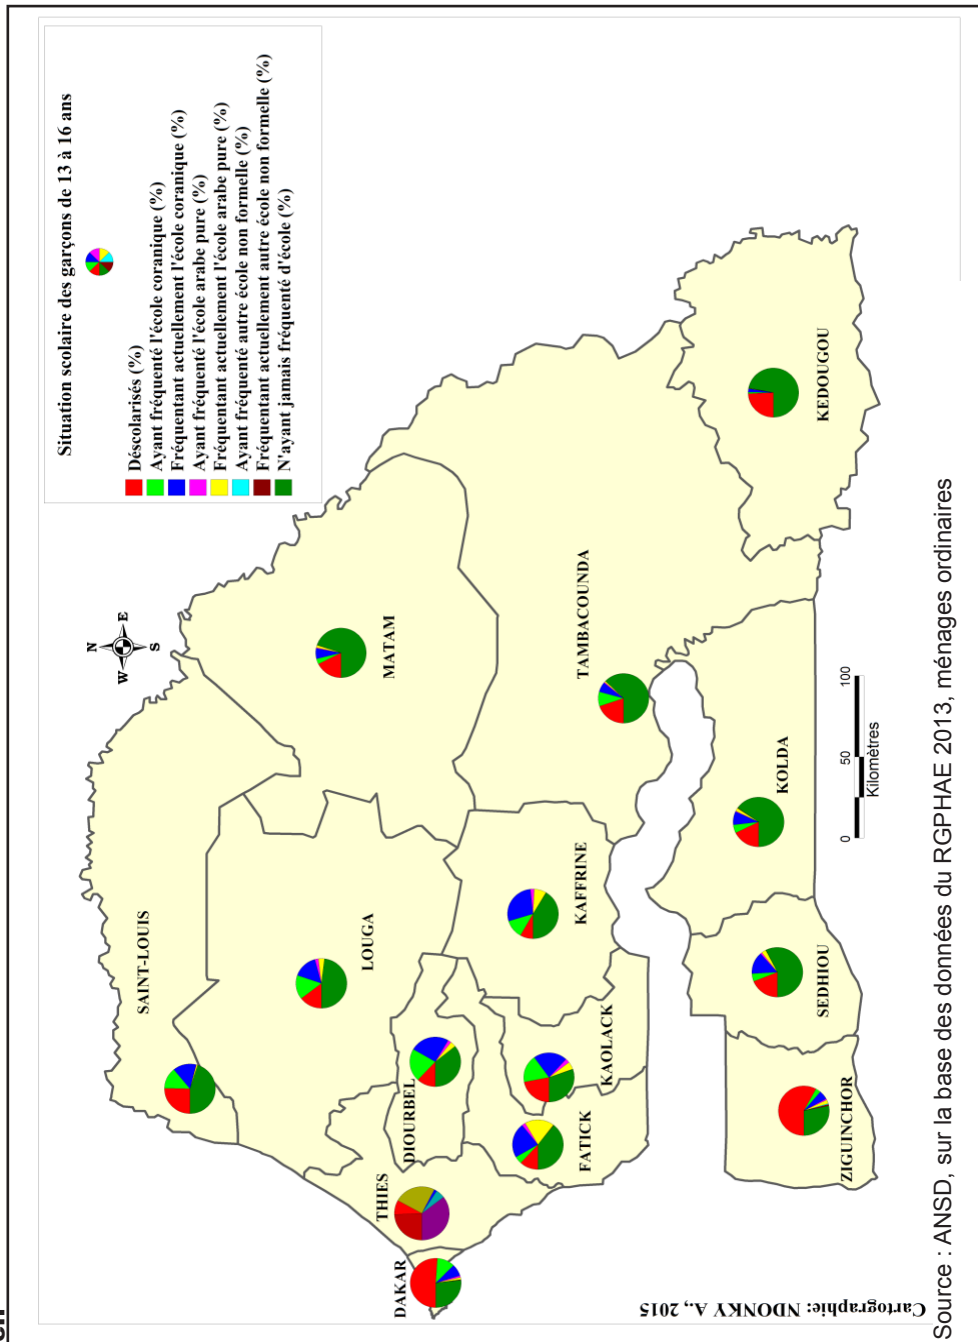 Situation scolaire des garçons de 13 à 16 ans
Déscolarisés (%)
Ayant fréquenté l'école coranique (%)
Fréquentant actuellement l'école coranique (%)
Ayant fréquenté l'école arabe pure (%)
Fréquentant actuellement l'école arabe pure (%)
Ayant fréquenté autre école non formelle (%)
Fréquentant actuellement autre école non formelle (%)
N'ayant jamais fréquenté d'école (%)
N
W
E
S
SAINT-LOUIS
MATAM
LOUGA
DAKAR
THIES
DIOURBEL
FATICK
KAOLACK
KAFFRINE
TAMBACOUNDA
ZIGUINCHOR
SEDHIOU
KOLDA
KEDOUGOU
0 50 100
Kilomètres
Cartographie: NDONKY A., 2015
Source : ANSD, sur la base des données du RGPHAE 2013, ménages ordinaires